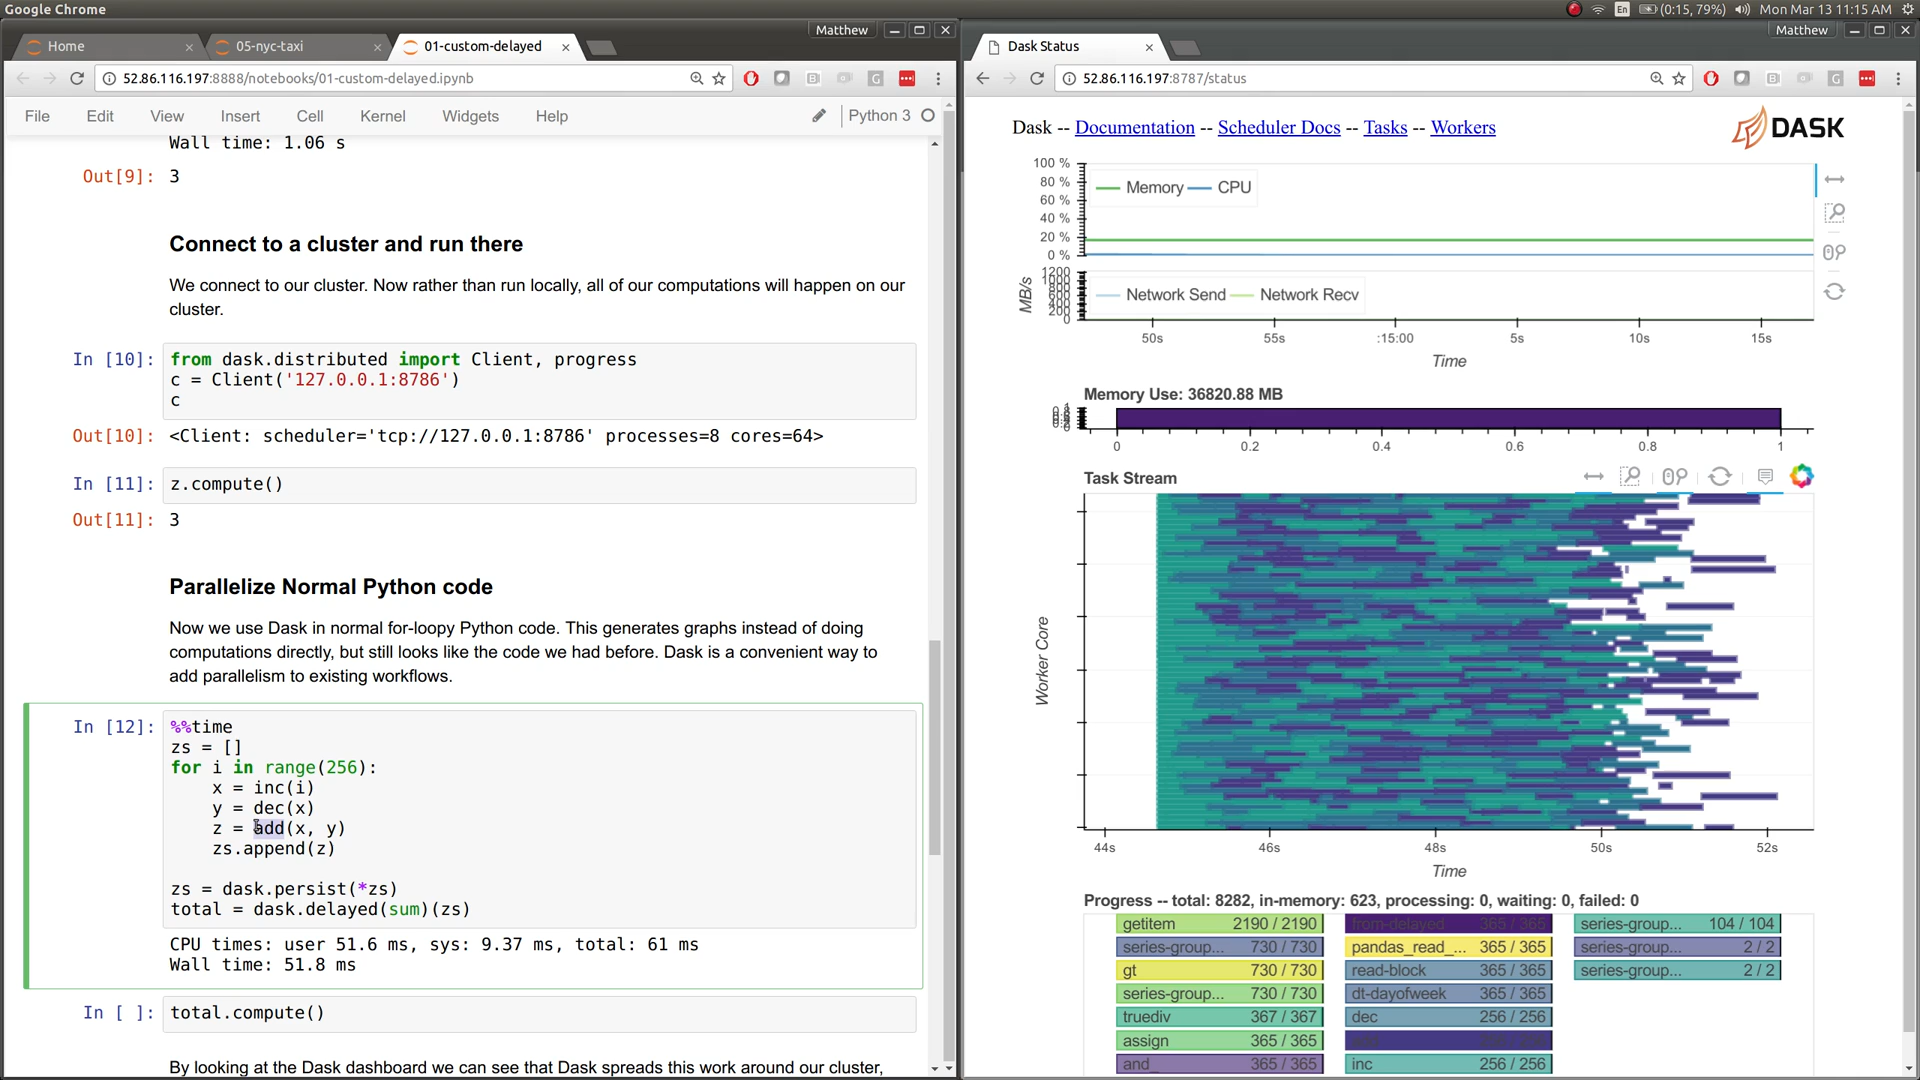 Google Chrome
En (0:15, 79%) Mon Mar 13 11:15 AM
Matthew
Home
05-nyc-taxi
01-custom-delayed
52.86.116.197:8888/notebooks/01-custom-delayed.ipynb
File Edit View Insert Cell Kernel Widgets Help Python 3
Wall time: 1.06 s
Out[9]: 3
Connect to a cluster and run there
We connect to our cluster. Now rather than run locally, all of our computations will happen on our
cluster.
In [10]: from dask.distributed import Client, progress
c = Client('127.0.0.1:8786')
c
Out[10]: <Client: scheduler='tcp://127.0.0.1:8786' processes=8 cores=64>
In [11]: z.compute()
Out[11]: 3
Parallelize Normal Python code
Now we use Dask in normal for-loopy Python code. This generates graphs instead of doing
computations directly, but still looks like the code we had before. Dask is a convenient way to
add parallelism to existing workflows.
In [12]: %%time
zs = []
for i in range(256):
x = inc(i)
y = dec(x)
z = add(x, y)
zs.append(z)
zs = dask.persist(*zs)
total = dask.delayed(sum)(zs)
CPU times: user 51.6 ms, sys: 9.37 ms, total: 61 ms
Wall time: 51.8 ms
In [ ]: total.compute()
By looking at the Dask dashboard we can see that Dask spreads this work around our cluster,
Matthew
Dask Status
52.86.116.197:8787/status
Dask -- Documentation -- Scheduler Docs -- Tasks -- Workers
DASK
100 %
80 %
60 %
40 %
20 %
0 %
Memory CPU
1200
1000
800
600
400
200
0
MB/s
Network Send Network Recv
50s 55s :15:00 5s 10s 15s
Time
Memory Use: 36820.88 MB
0 0.2 0.4 0.6 0.8 1
Task Stream
Worker Core
44s 46s 48s 50s 52s
Time
Progress -- total: 8282, in-memory: 623, processing: 0, waiting: 0, failed: 0
getitem 2190 / 2190
series-group... 730 / 730
gt 730 / 730
series-group... 730 / 730
truediv 367 / 367
assign 365 / 365
and_ 365 / 365
from-delayed 365 / 365
pandas_read_... 365 / 365
read-block 365 / 365
dt-dayofweek 365 / 365
dec 256 / 256
inc 256 / 256
series-group... 104 / 104
series-group... 2 / 2
series-group... 2 / 2